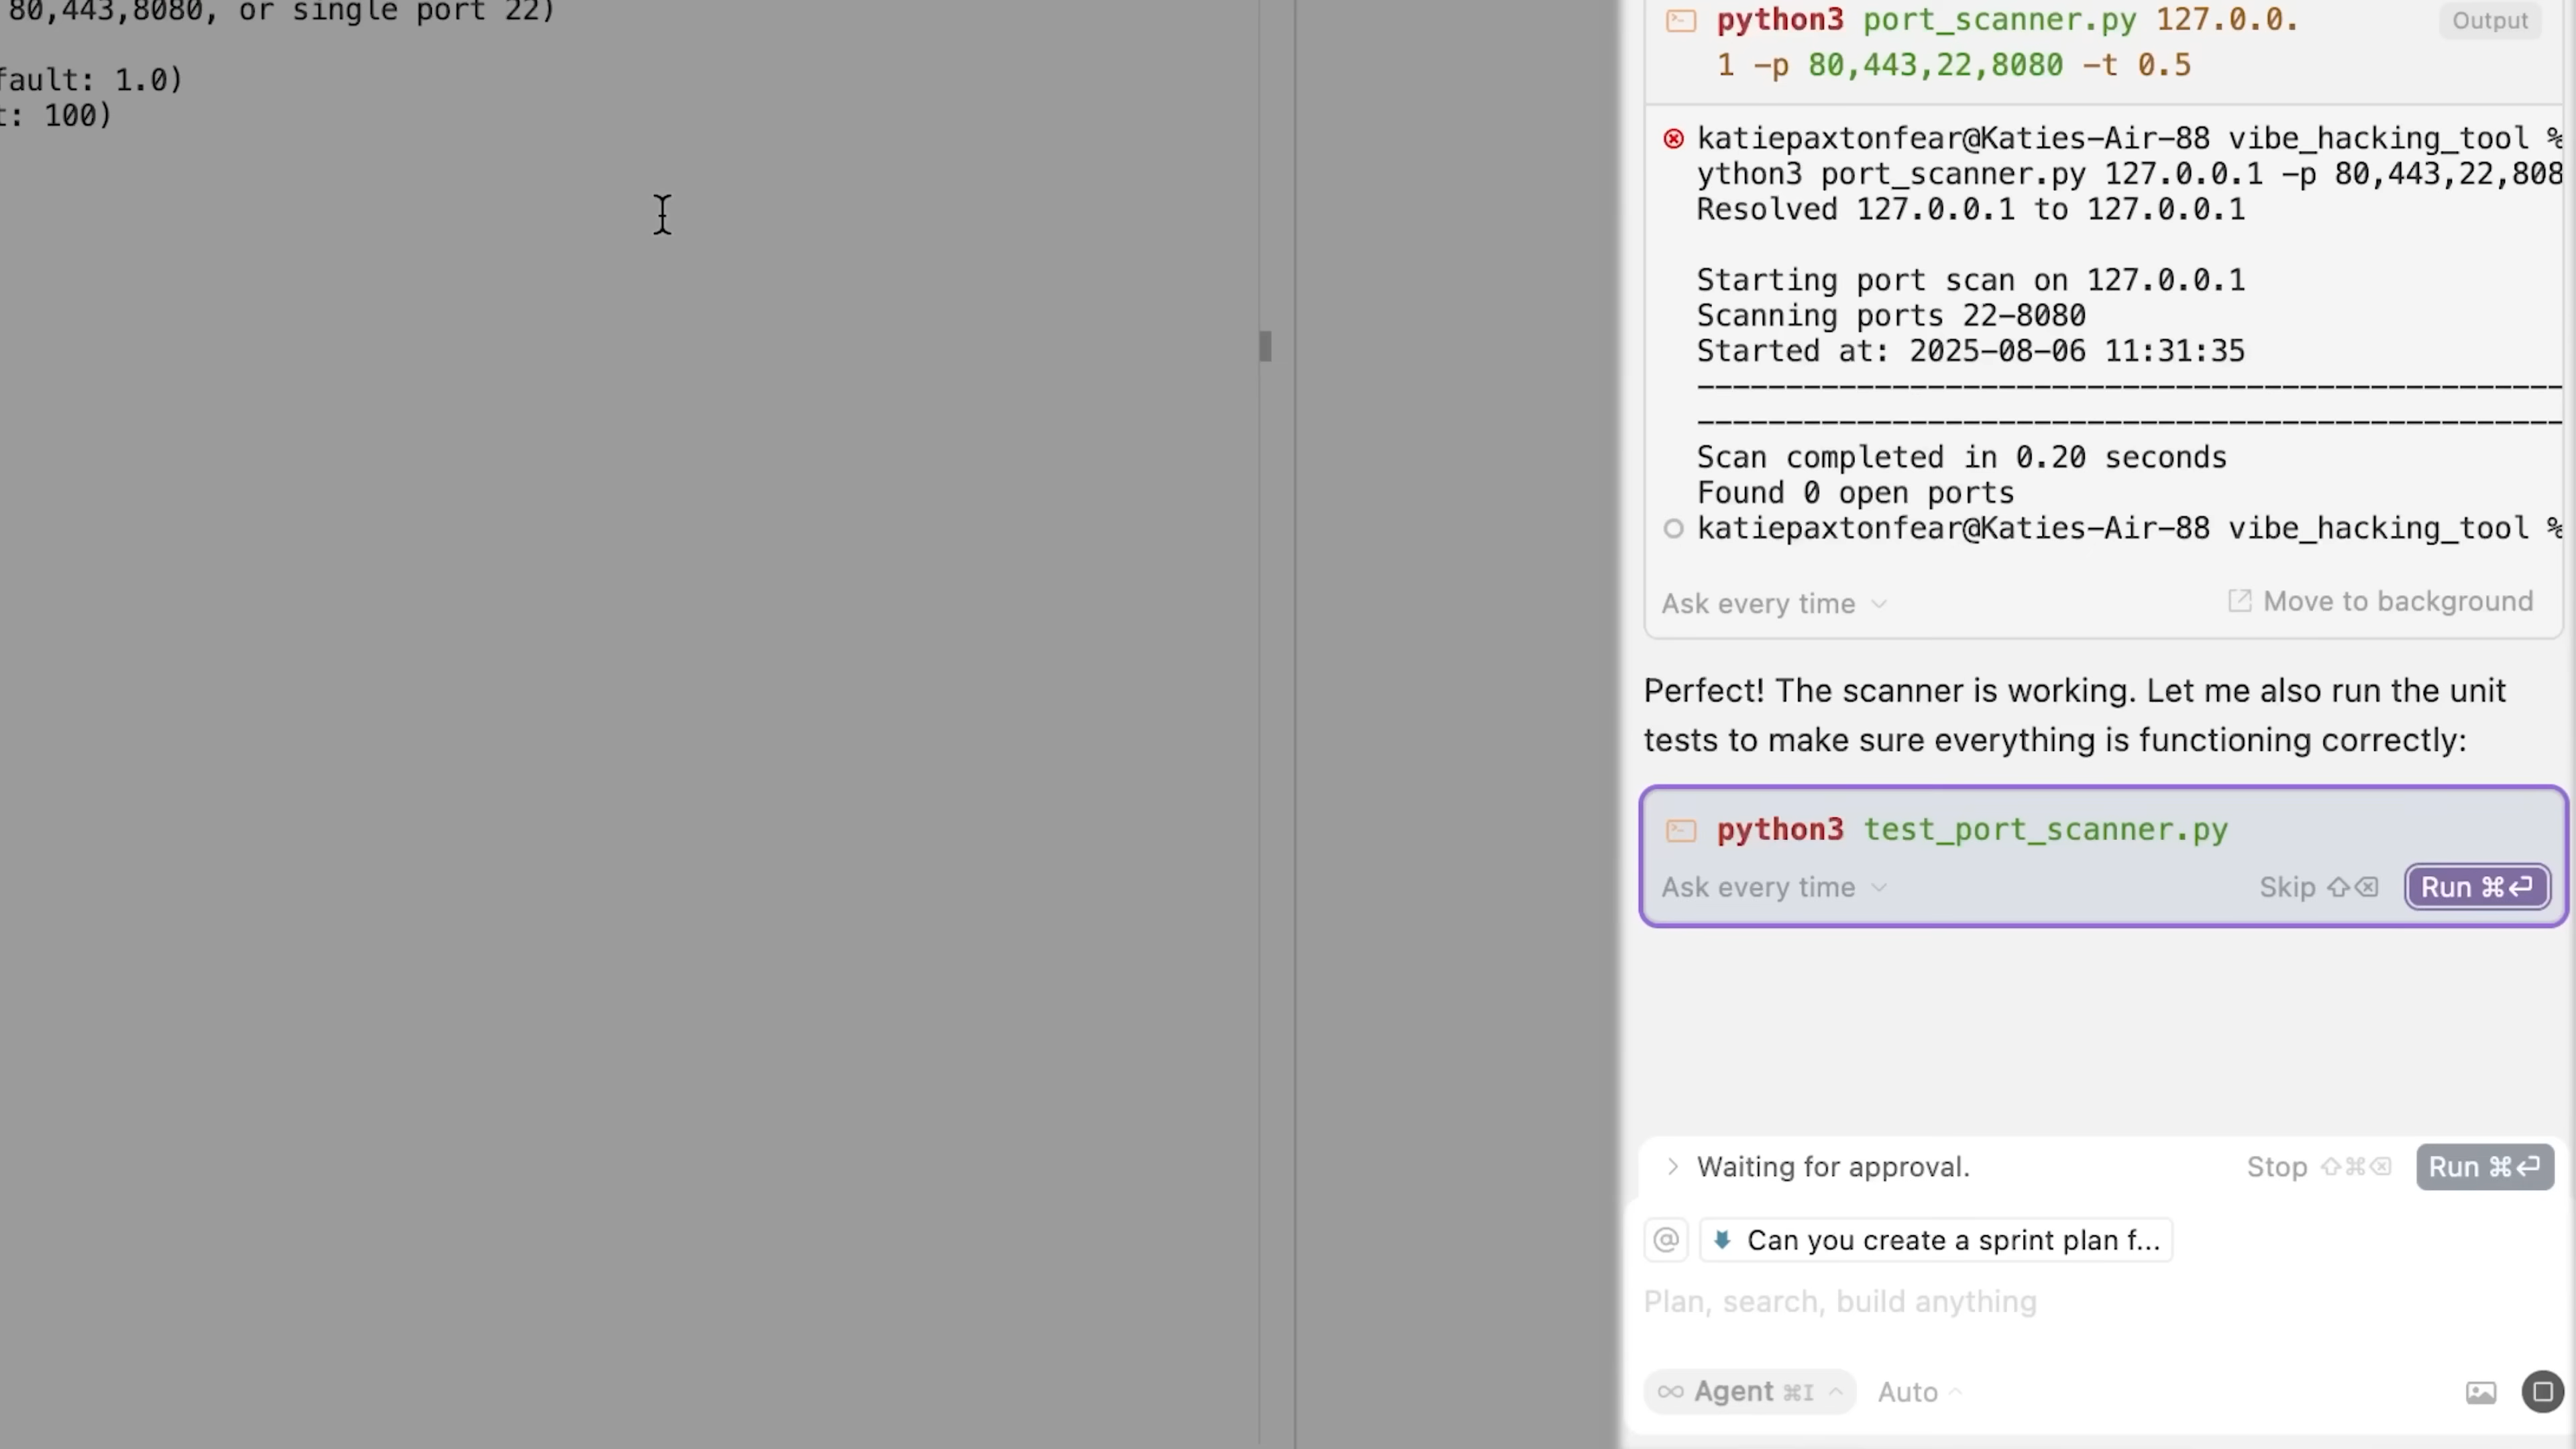 80,443,8080, or single port 22)
fault: 1.0)
t: 100)
python3 port_scanner.py 127.0.0.
1 -p 80,443,22,8080 -t 0.5
Output
katiepaxtonfear@Katies-Air-88 vibe_hacking_tool %
ython3 port_scanner.py 127.0.0.1 -p 80,443,22,808
Resolved 127.0.0.1 to 127.0.0.1
Starting port scan on 127.0.0.1
Scanning ports 22-8080
Started at: 2025-08-06 11:31:35
-------------------------------------------------
-------------------------------------------------
Scan completed in 0.20 seconds
Found 0 open ports
katiepaxtonfear@Katies-Air-88 vibe_hacking_tool %
Ask every time
Move to background
Perfect! The scanner is working. Let me also run the unit
tests to make sure everything is functioning correctly:
python3 test_port_scanner.py
Ask every time
Skip ⇧⌫
Run ⌘⏎
Waiting for approval.
Stop ⇧⌘⌫
Run ⌘⏎
@
Can you create a sprint plan f...
Plan, search, build anything
∞ Agent ⌘I
Auto